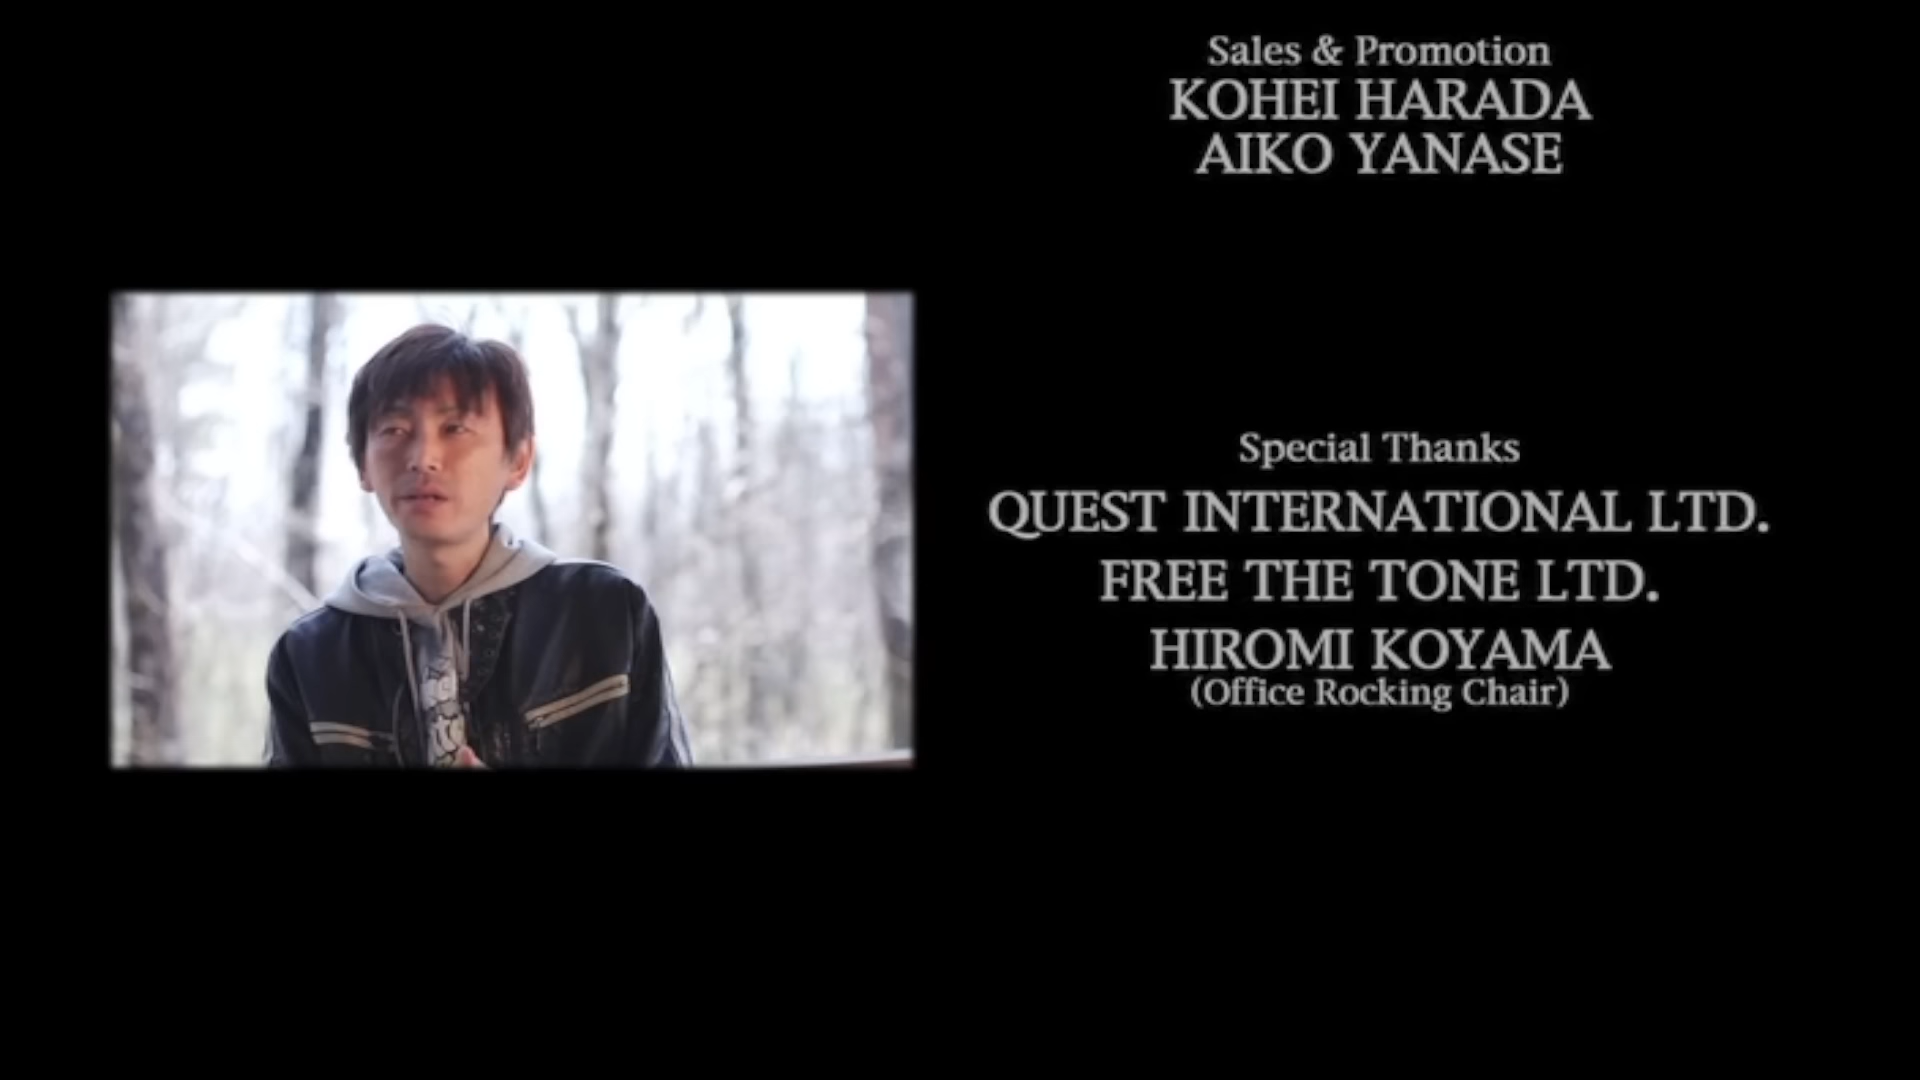 Sales & Promotion
KOHEI HARADA
AIKO YANASE
Special Thanks
QUEST INTERNATIONAL LTD.
FREE THE TONE LTD.
HIROMI KOYAMA
(Office Rocking Chair)